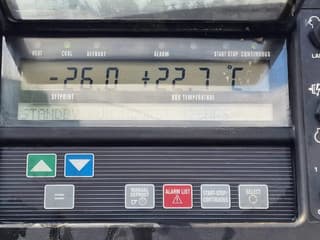 HEAT COOL DEFROST ALARM START-STOP CONTINUOUS
-26.0 +22.7 °C
SETPOINT BOX TEMPERATURE
STANDBY
MANUAL DEFROST ALARM LIST START-STOP CONTINUOUS SELECT